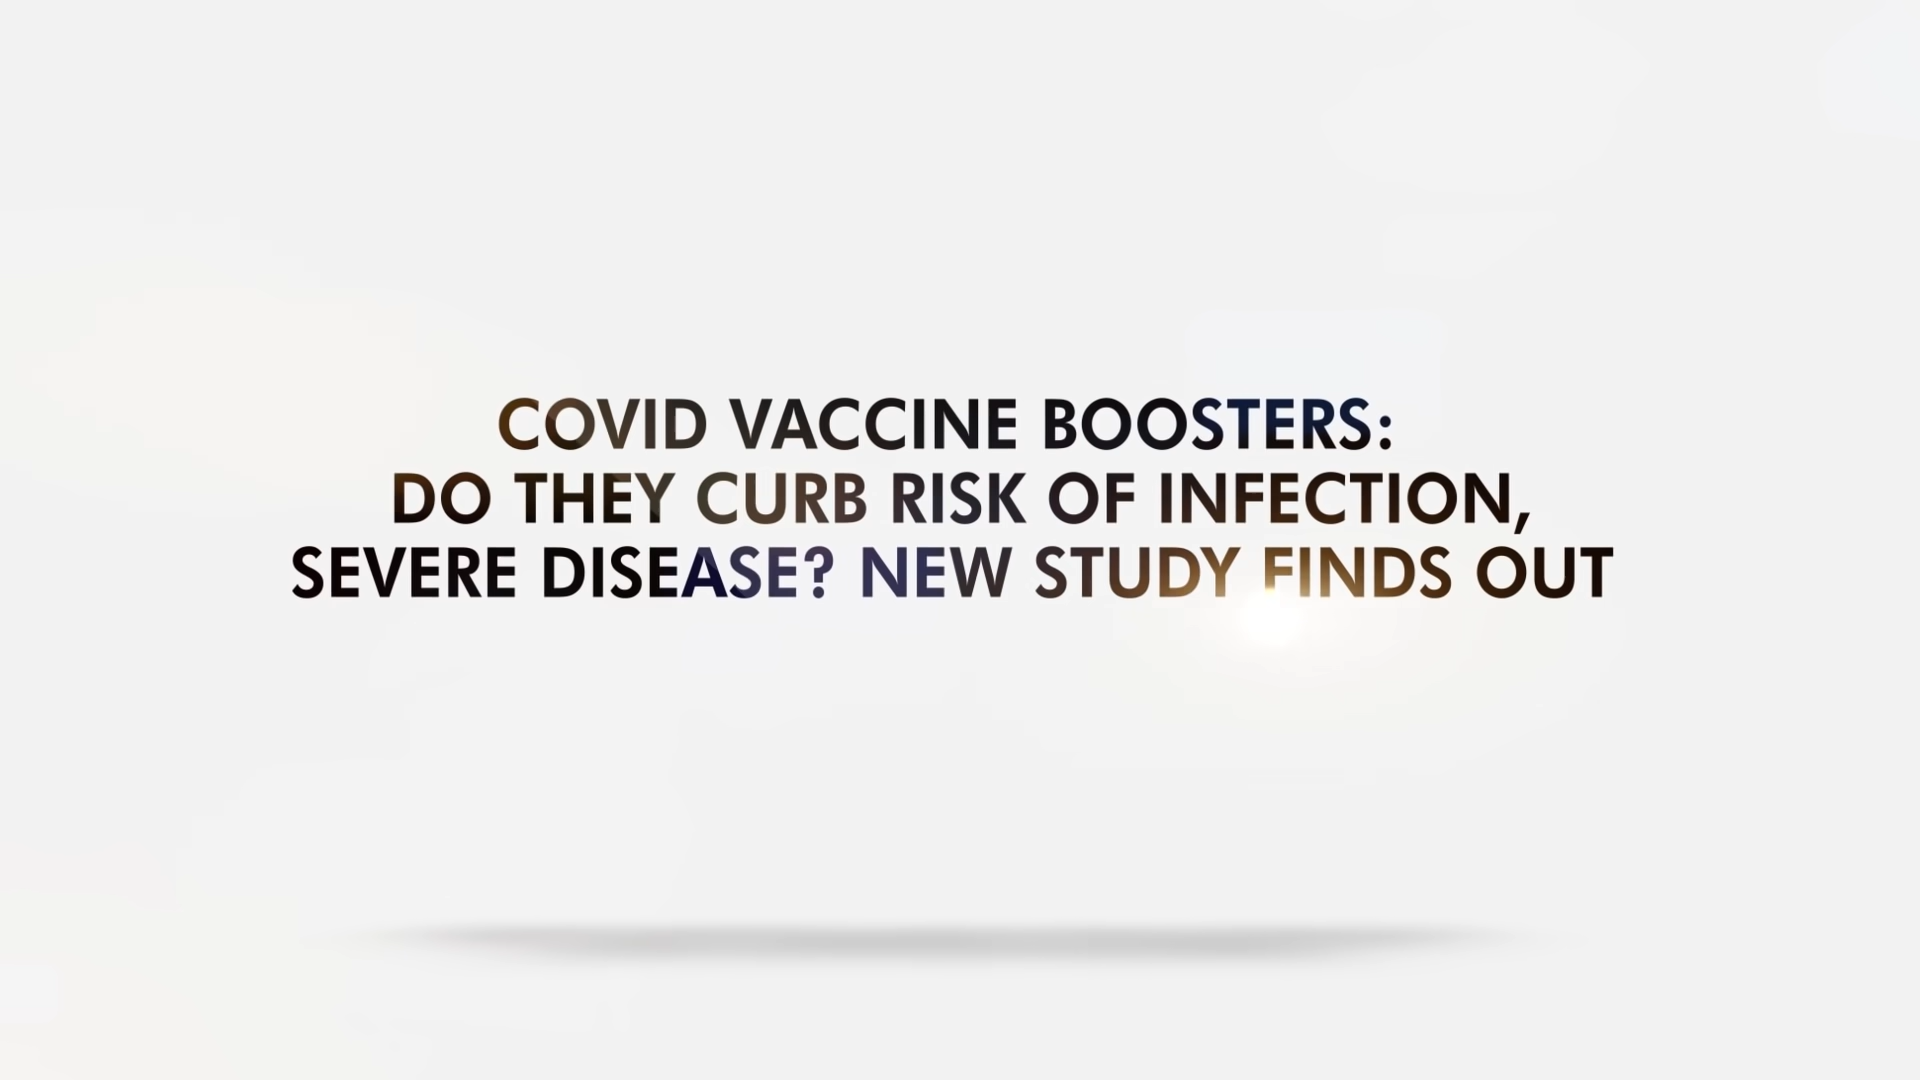 COVID VACCINE BOOSTERS:
DO THEY CURB RISK OF INFECTION,
SEVERE DISEASE? NEW STUDY FINDS OUT